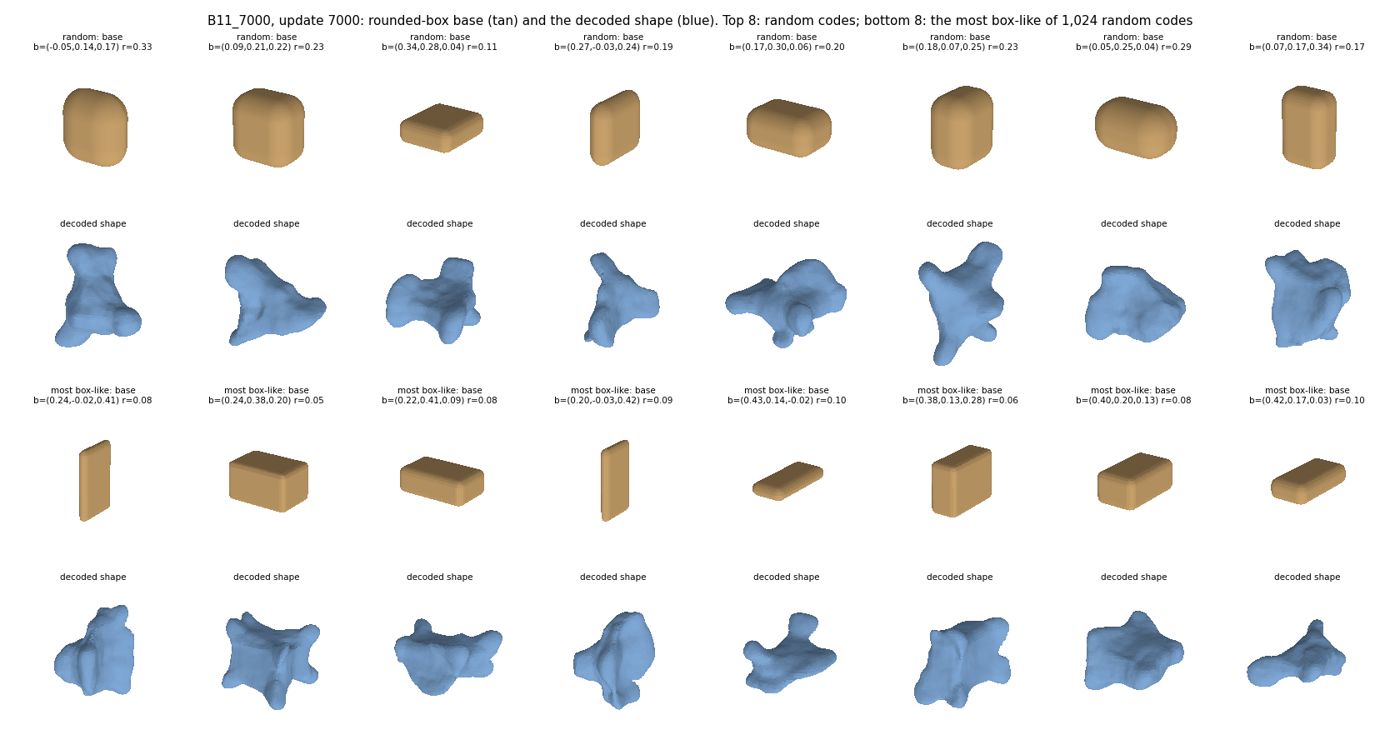 B11_7000, update 7000: rounded-box base (tan) and the decoded shape (blue). Top 8: random codes; bottom 8: the most box-like of 1,024 random codes
random: base
b=(-0.05,0.14,0.17) r=0.33
random: base
b=(0.09,0.21,0.22) r=0.23
random: base
b=(0.34,0.28,0.04) r=0.11
random: base
b=(0.27,-0.03,0.24) r=0.19
random: base
b=(0.17,0.30,0.06) r=0.20
random: base
b=(0.18,0.07,0.25) r=0.23
random: base
b=(0.05,0.25,0.04) r=0.29
random: base
b=(0.07,0.17,0.34) r=0.17
decoded shape
decoded shape
decoded shape
decoded shape
decoded shape
decoded shape
decoded shape
decoded shape
most box-like: base
b=(0.24,-0.02,0.41) r=0.08
most box-like: base
b=(0.24,0.38,0.20) r=0.05
most box-like: base
b=(0.22,0.41,0.09) r=0.08
most box-like: base
b=(0.20,-0.03,0.42) r=0.09
most box-like: base
b=(0.43,0.14,-0.02) r=0.10
most box-like: base
b=(0.38,0.13,0.28) r=0.06
most box-like: base
b=(0.40,0.20,0.13) r=0.08
most box-like: base
b=(0.42,0.17,0.03) r=0.10
decoded shape
decoded shape
decoded shape
decoded shape
decoded shape
decoded shape
decoded shape
decoded shape